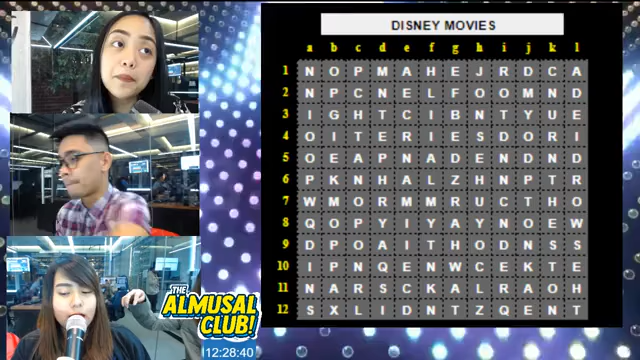 DISNEY MOVIES
a b c d e f g h i j k l
1 N O P M A H E J R D C A
2 N P C N E L F O O M N D
3 I G H T C I B N T Y U E
4 O I T E R I E S D O R I
5 O E A P N A D E N D N D
6 P K N H A L Z H N P T R
7 W M O R M M R U C T H O
8 Q O P Y I Y A Y N O E W
9 D P O A I T H O D N S S
10 I P N Q E N W C E K T E
11 N A R S C K A L R A O H
12 S X L I D N T Z Q E N T
THE
ALMUSAL
CLUB!
12:28:40